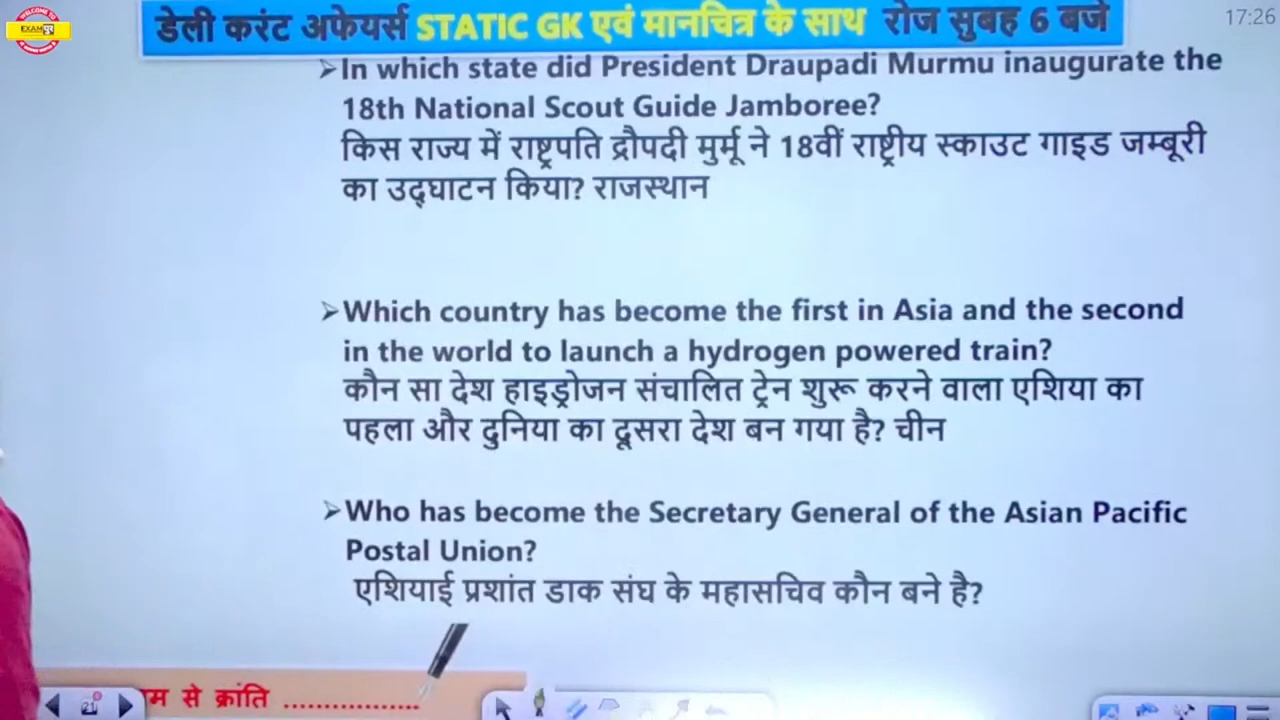 WELCOME TO
EXAM
डेली करंट अफेयर्स STATIC GK एवं मानचित्र के साथ रोज सुबह 6 बजे
17:26
➢In which state did President Draupadi Murmu inaugurate the
18th National Scout Guide Jamboree?
किस राज्य में राष्ट्रपति द्रौपदी मुर्मू ने 18वीं राष्ट्रीय स्काउट गाइड जम्बूरी
का उद्घाटन किया? राजस्थान
➢Which country has become the first in Asia and the second
in the world to launch a hydrogen powered train?
कौन सा देश हाइड्रोजन संचालित ट्रेन शुरू करने वाला एशिया का
पहला और दुनिया का दूसरा देश बन गया है? चीन
➢Who has become the Secretary General of the Asian Pacific
Postal Union?
एशियाई प्रशांत डाक संघ के महासचिव कौन बने है?
से क्रांति .................
21